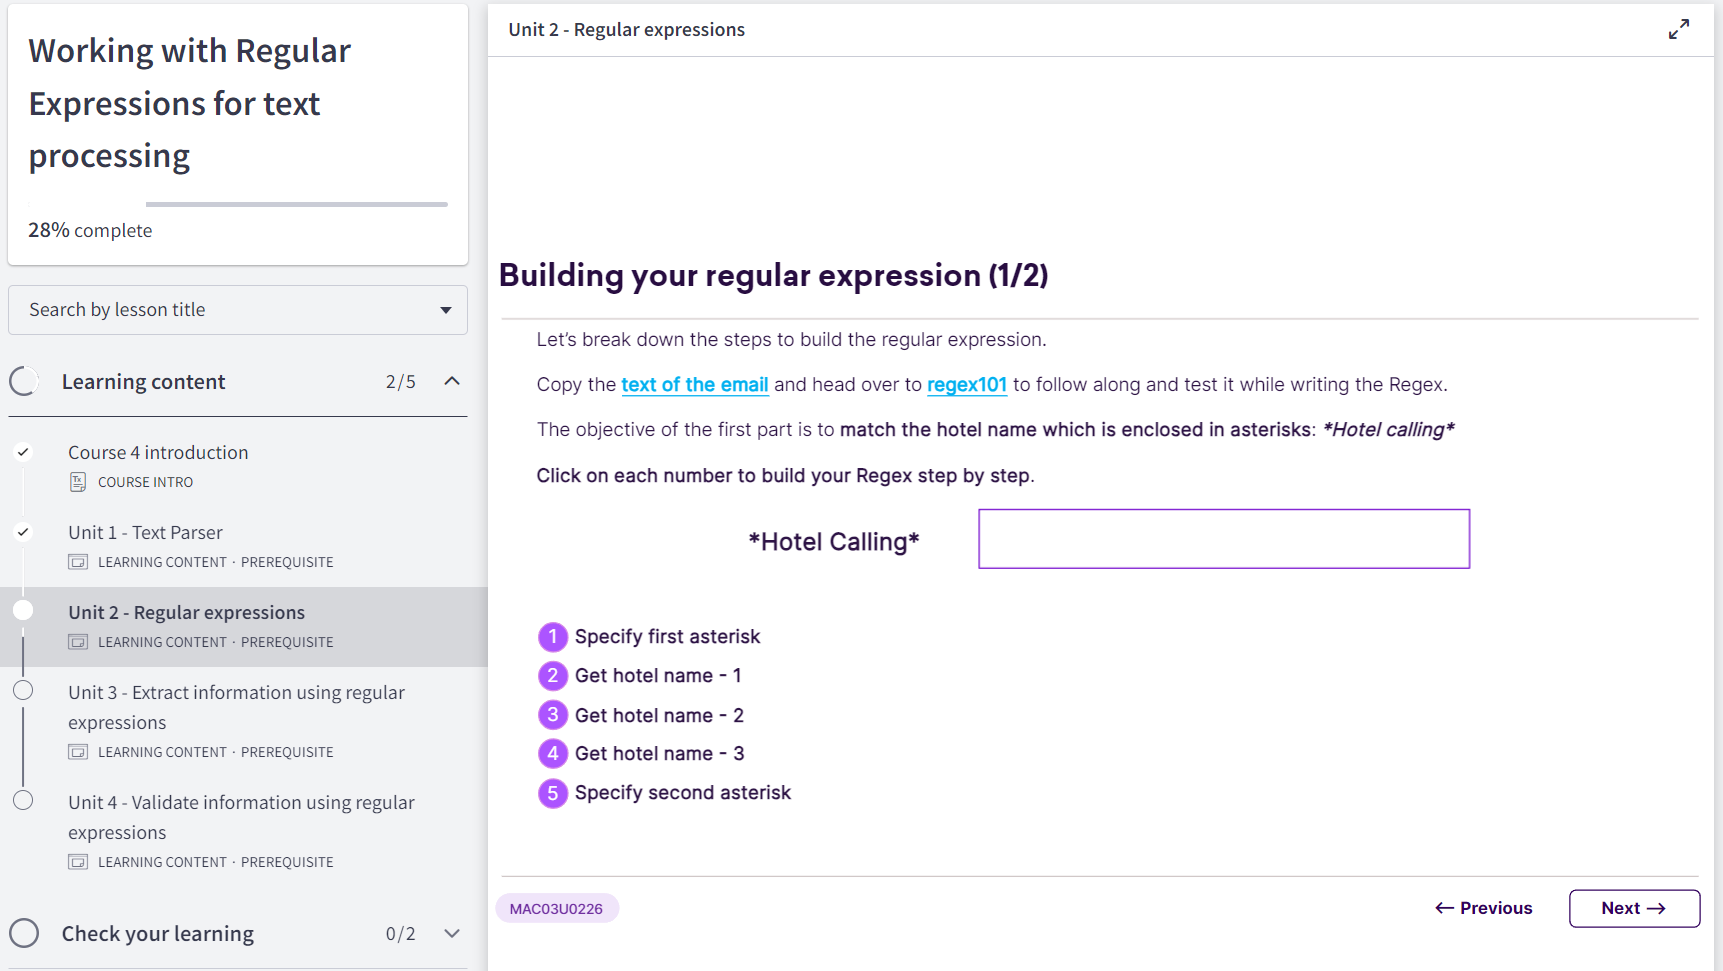 Working with Regular
Expressions for text
processing
28% complete
Search by lesson title
Learning content 2/5
Course 4 introduction
COURSE INTRO
Unit 1 - Text Parser
LEARNING CONTENT · PREREQUISITE
Unit 2 - Regular expressions
LEARNING CONTENT · PREREQUISITE
Unit 3 - Extract information using regular
expressions
LEARNING CONTENT · PREREQUISITE
Unit 4 - Validate information using regular
expressions
LEARNING CONTENT · PREREQUISITE
Check your learning 0/2
Unit 2 - Regular expressions
Building your regular expression (1/2)
Let's break down the steps to build the regular expression.
Copy the text of the email and head over to regex101 to follow along and test it while writing the Regex.
The objective of the first part is to match the hotel name which is enclosed in asterisks: *Hotel calling*
Click on each number to build your Regex step by step.
*Hotel Calling*
1 Specify first asterisk
2 Get hotel name - 1
3 Get hotel name - 2
4 Get hotel name - 3
5 Specify second asterisk
MAC03U0226
← Previous
Next →